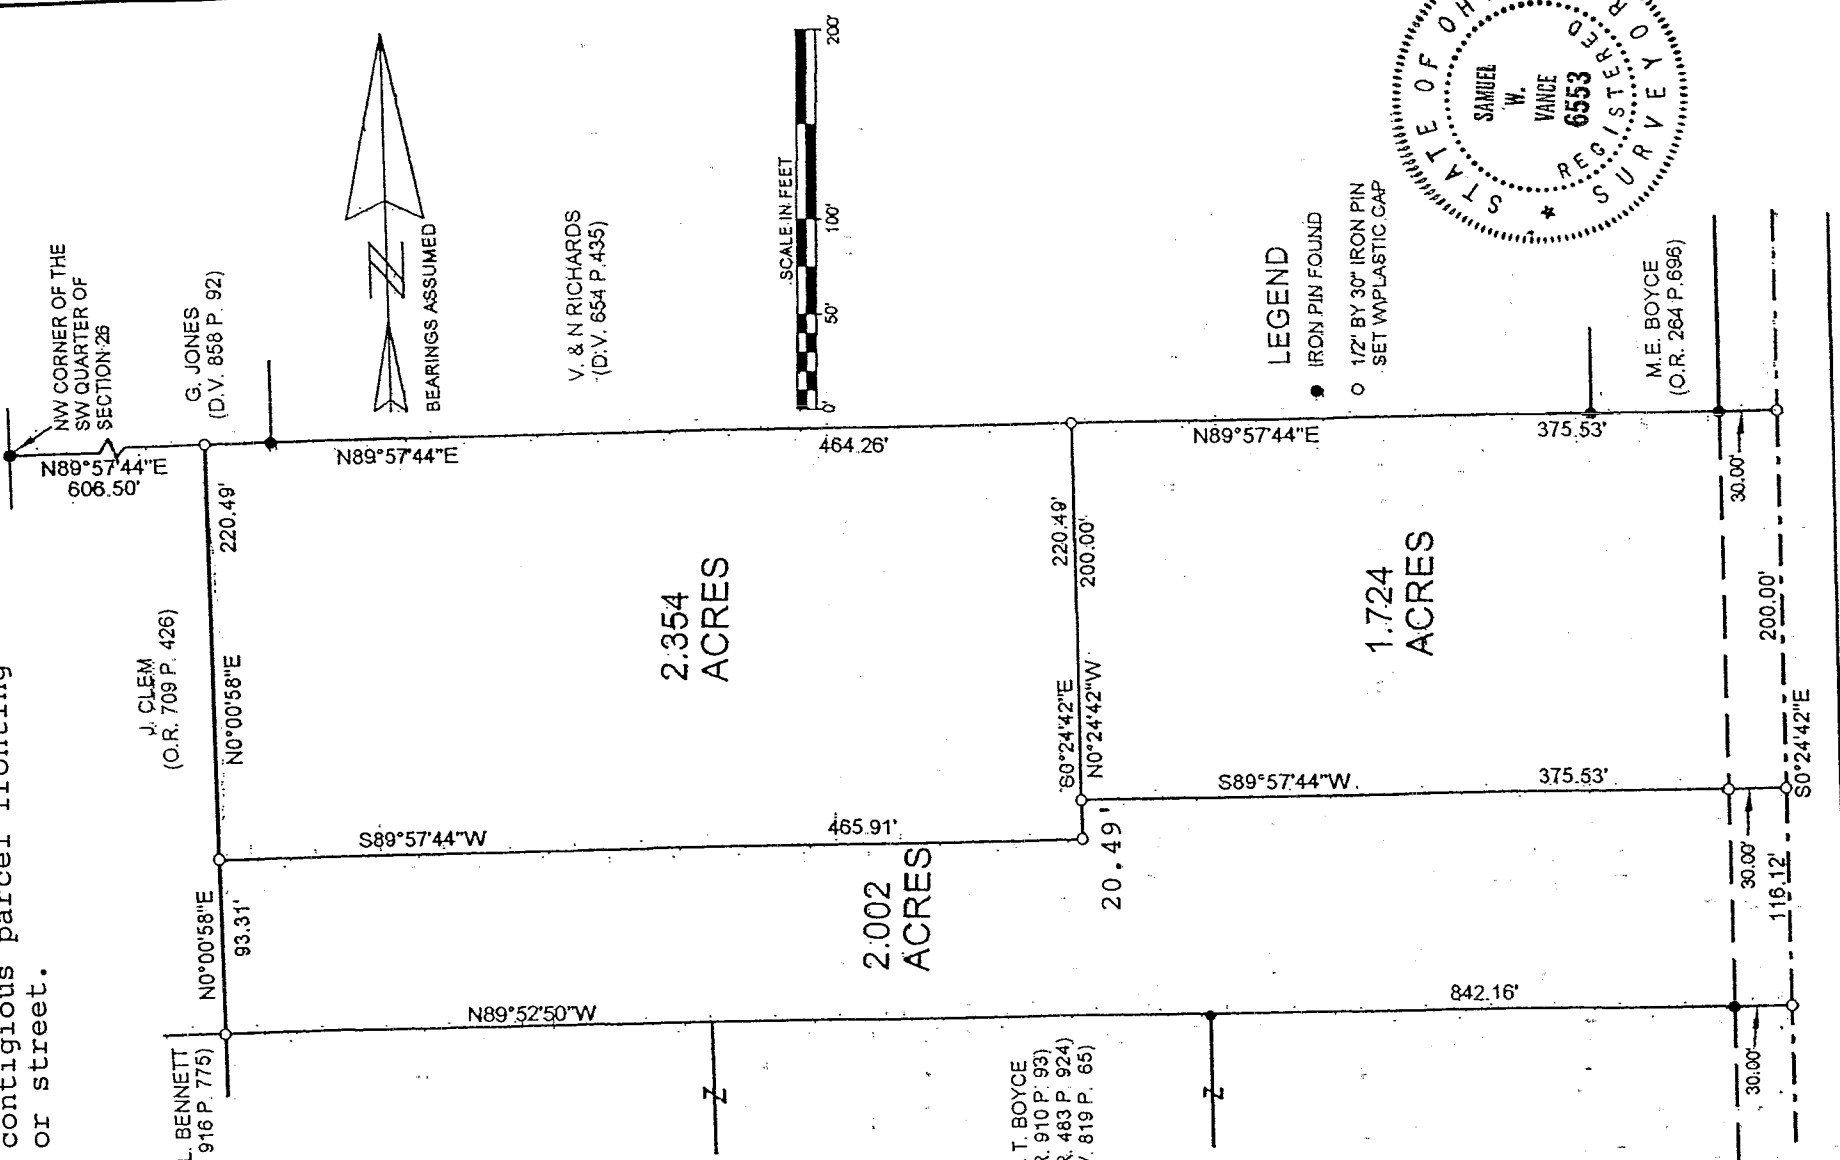 contigious parcel fronting
or street.
NW CORNER OF THE
SW QUARTER OF
SECTION 26
N89°57'44"E
606.50'
G. JONES
(D.V. 858 P. 92)
BEARINGS ASSUMED
N
V. & N RICHARDS
(D.V. 654 P.435)
SCALE IN FEET
0' 50' 100' 200'
LEGEND
IRON PIN FOUND
1/2" BY 30" IRON PIN
SET W\PLASTIC CAP
STATE OF
SAMUEL
W.
VANCE
6553
REGISTERED
SURVEYOR
M.E. BOYCE
(O.R. 264 P.696)
N89°57'44"E
464.26'
N89°57'44"E
375.53'
30.00'
220.49'
N0°00'58"E
J. CLEM
(O.R. 709 P. 426)
2.354
ACRES
220.49'
200.00'
S0°24'42"E
N0°24'42"W
1.724
ACRES
200.00'
S89°57'44"W
375.53'
S0°24'42"E
S89°57'44"W
465.91'
20.49'
30.00'
116.12'
N0°00'58"E
93.31'
2.002
ACRES
N89°52'50"W
842.16'
30.00'
L. BENNETT
916 P. 775)
T. BOYCE
R. 910 P. 93)
R. 483 P. 924)
819 P. 65)